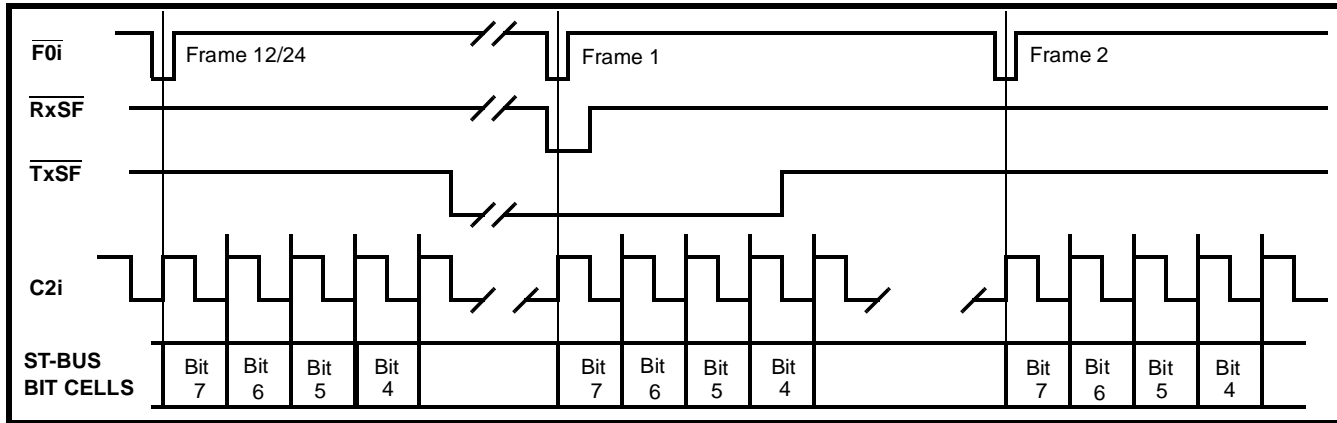 F0i
Frame 12/24
Frame 1
Frame 2
RxSF
TxSF
C2i
ST-BUS
BIT CELLS
Bit 7
Bit 6
Bit 5
Bit 4
Bit 7
Bit 6
Bit 5
Bit 4
Bit 7
Bit 6
Bit 5
Bit 4